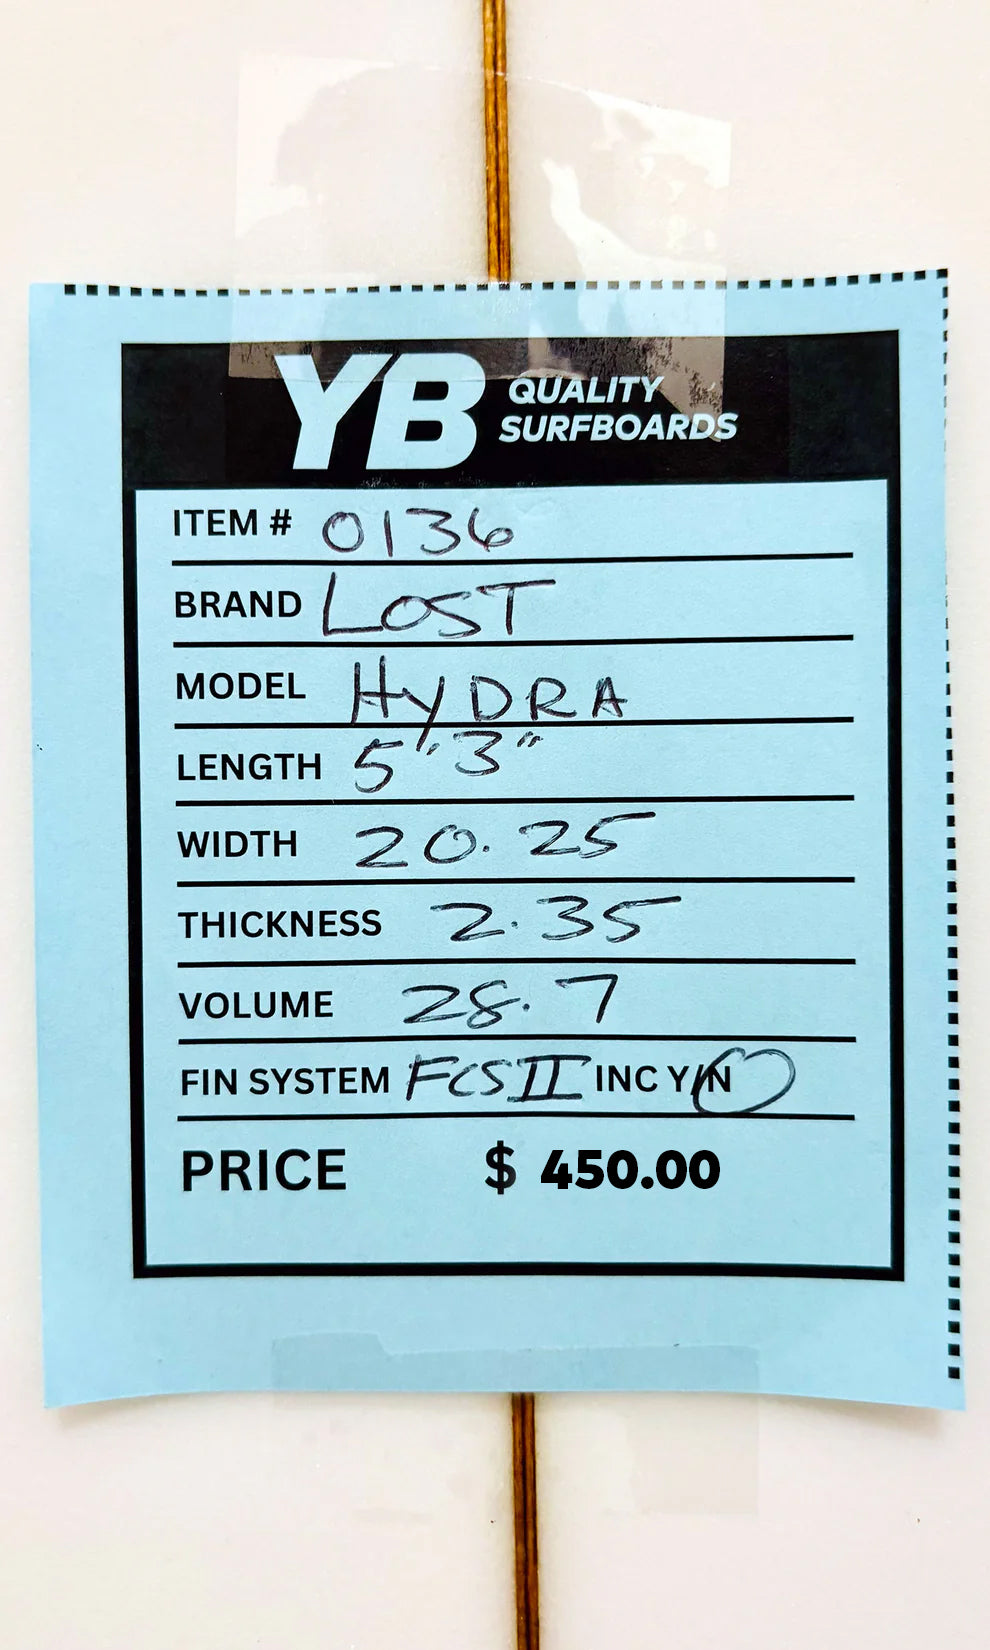 YB QUALITY
SURFBOARDS
ITEM # 0136
BRAND LOST
MODEL HYDRA
LENGTH 5" 3"
WIDTH 20.25
THICKNESS 2.35
VOLUME 28.7
FIN SYSTEM FCS II INC Y/N
PRICE $ 450.00